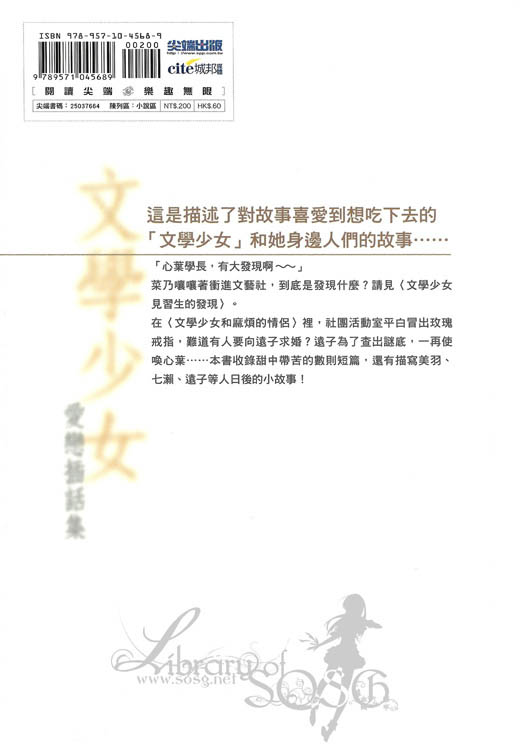 ISBN 978-957-10-4568-9
00200
9 789571 045689
尖端出版
http://www.spp.com.tw
cite城邦
[ 閱讀尖端 樂趣無限 ]
尖端書碼：25037664 陳列區：小說區 NT$.200 HK$.60
文學少女
愛戀插話集
這是描述了對故事喜愛到想吃下去的
「文學少女」和她身邊人們的故事……
「心葉學長，有大發現啊～～」
菜乃嚷嚷著衝進文藝社，到底是發現什麼？請見〈文學少女
見習生的發現〉。
在〈文學少女和麻煩的情侶〉裡，社團活動室平白冒出玫瑰
戒指，難道有人要向遠子求婚？遠子為了查出謎底，一再使
喚心葉……本書收錄甜中帶苦的數則短篇，還有描寫美羽、
七瀨、遠子等人日後的小故事！
Library of
www.sosg.net
SOSG